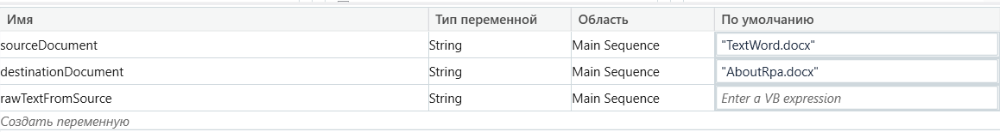 Имя Тип переменной Область По умолчанию
sourceDocument String Main Sequence "TextWord.docx"
destinationDocument String Main Sequence "AboutRpa.docx"
rawTextFromSource String Main Sequence Enter a VB expression
Создать переменную